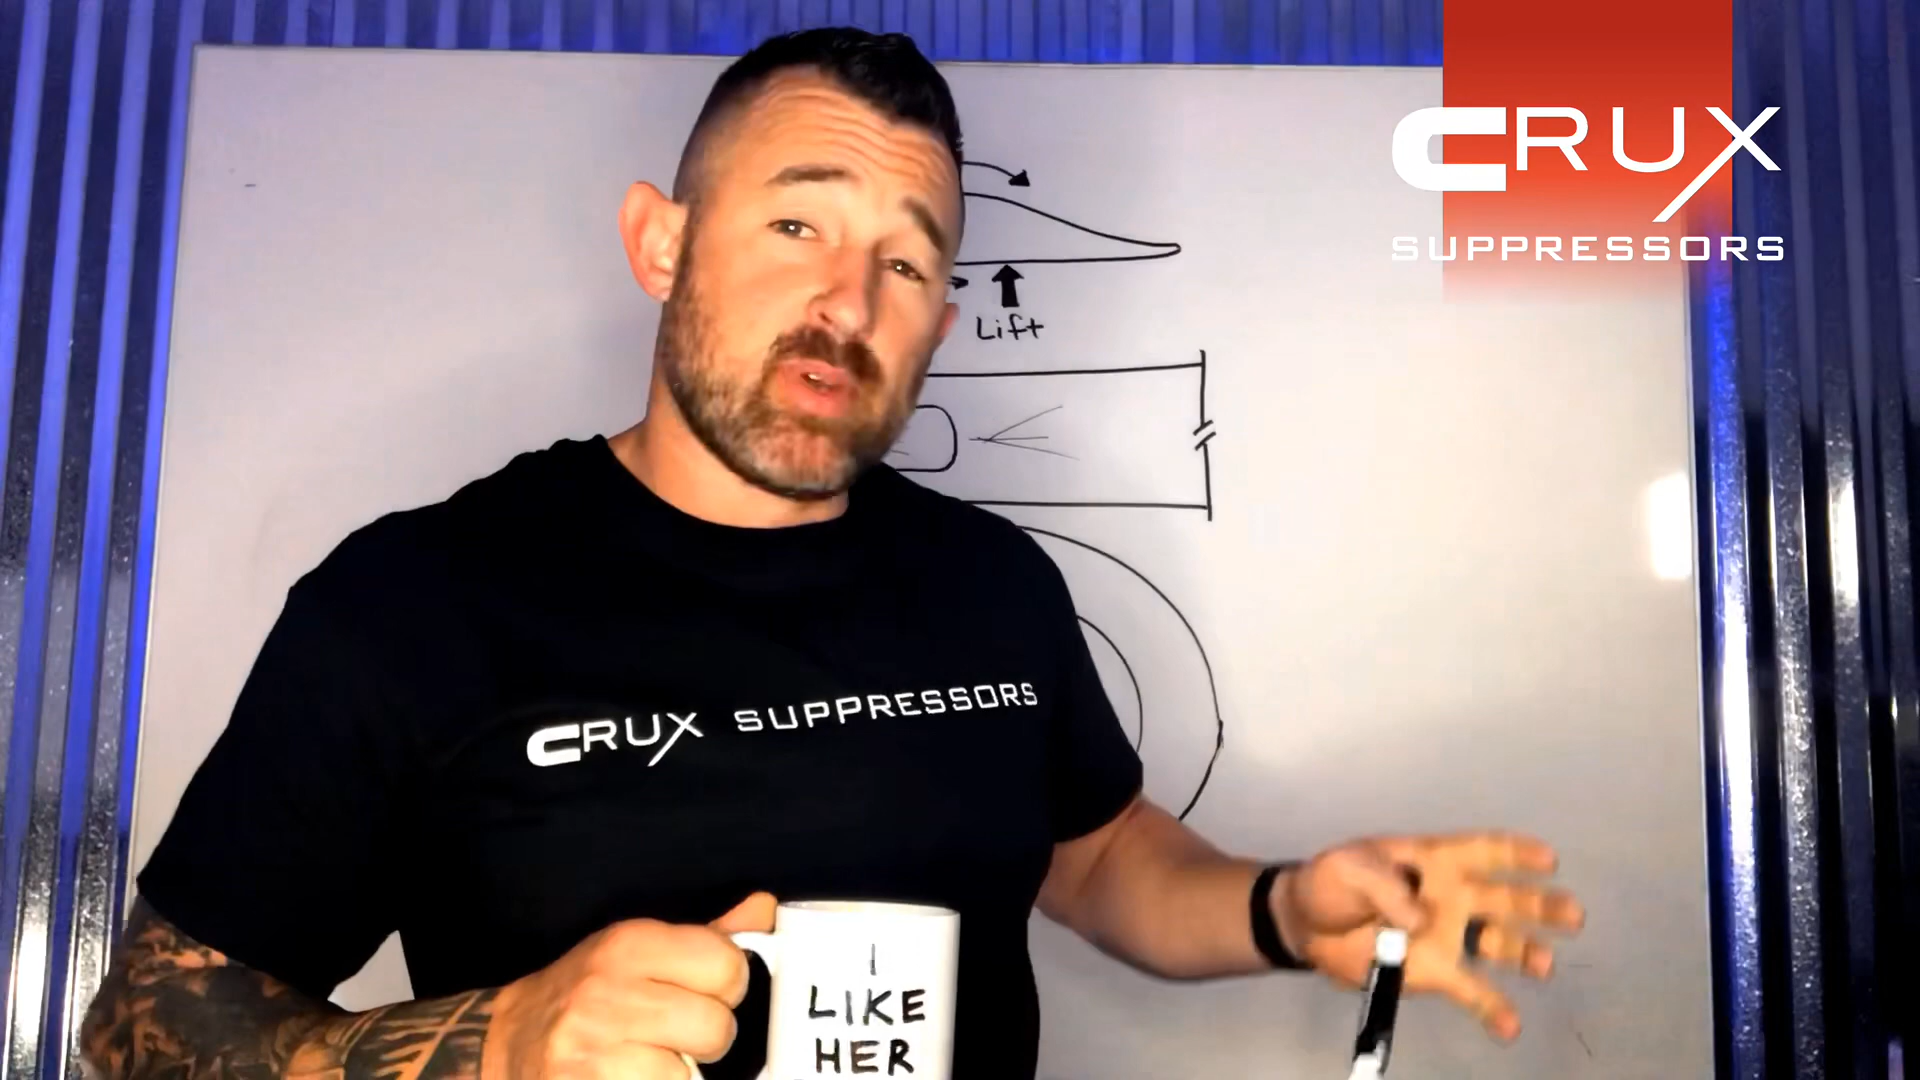 CRUX
SUPPRESSORS
Lift
CRUX SUPPRESSORS
I
LIKE
HER